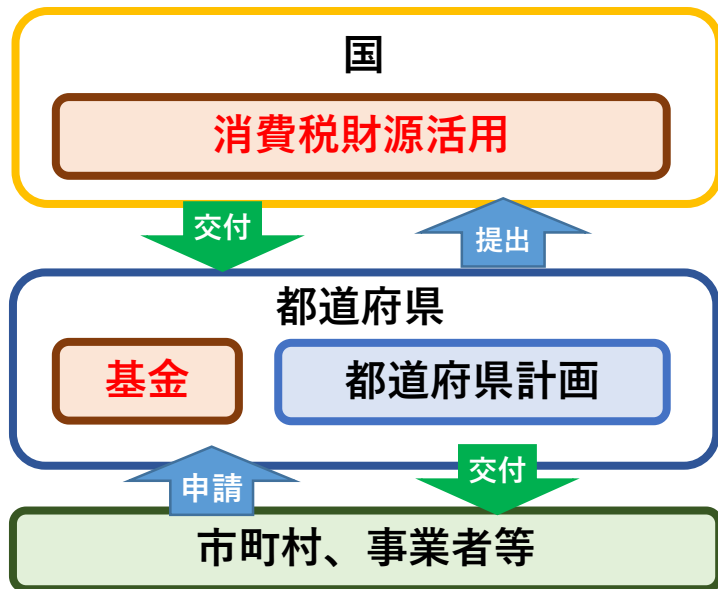 国
消費税財源活用
交付
提出
都道府県
基金
都道府県計画
申請
交付
市町村、事業者等